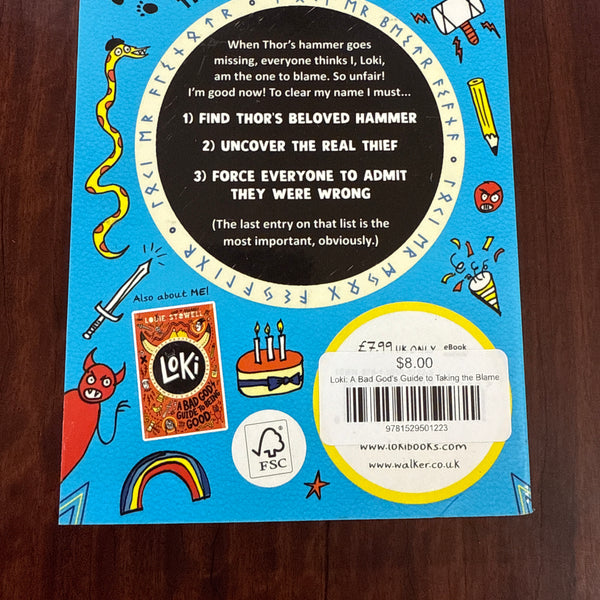 When Thor's hammer goes
missing, everyone thinks I, Loki,
am the one to blame. So unfair!
I'm good now! To clear my name I must...
1) FIND THOR'S BELOVED HAMMER
2) UNCOVER THE REAL THIEF
3) FORCE EVERYONE TO ADMIT
THEY WERE WRONG
(The last entry on that list is the
most important, obviously.)
Also about ME!
LOUIE STOWELL
LOKI
A BAD GOD'S
GUIDE TO BEING
GOOD
FSC
£7.99 UK ONLY eBook
$8.00
Loki: A Bad God's Guide to Taking the Blame
9781529501223
www.lokibooks.com
www.walker.co.uk